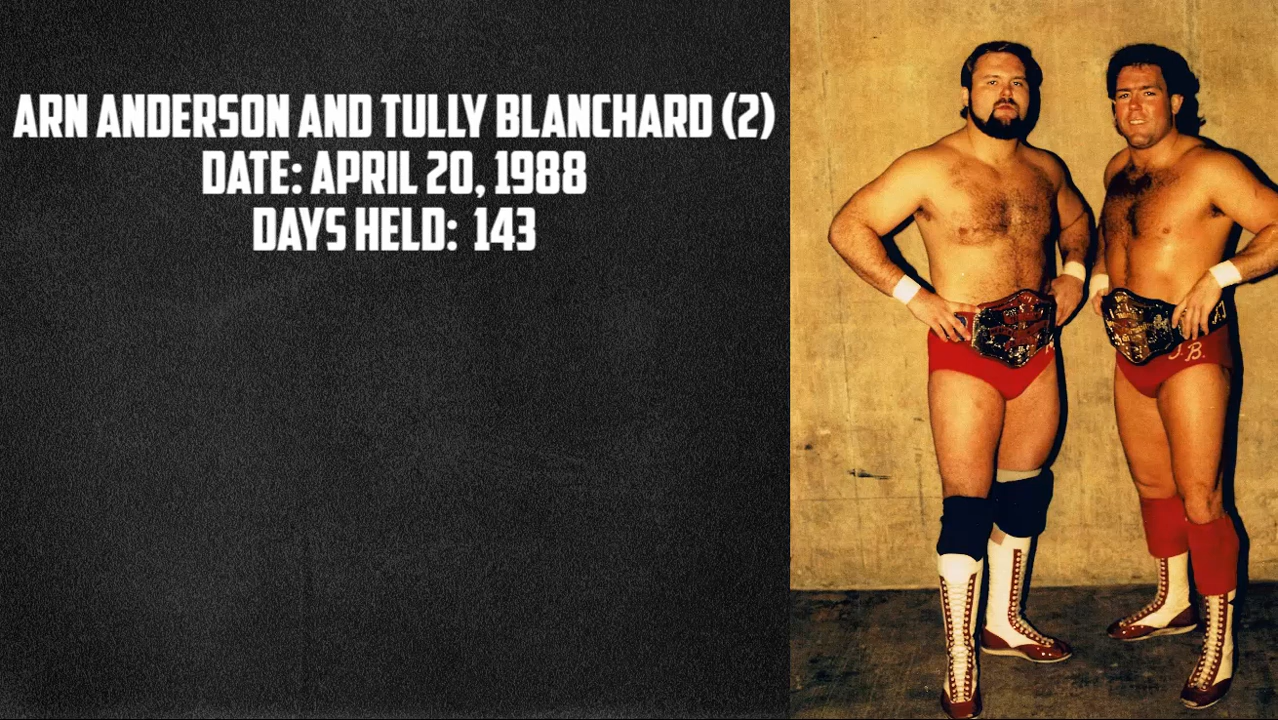 ARN ANDERSON AND TULLY BLANCHARD (2)
DATE: APRIL 20, 1988
DAYS HELD: 143
J.B.